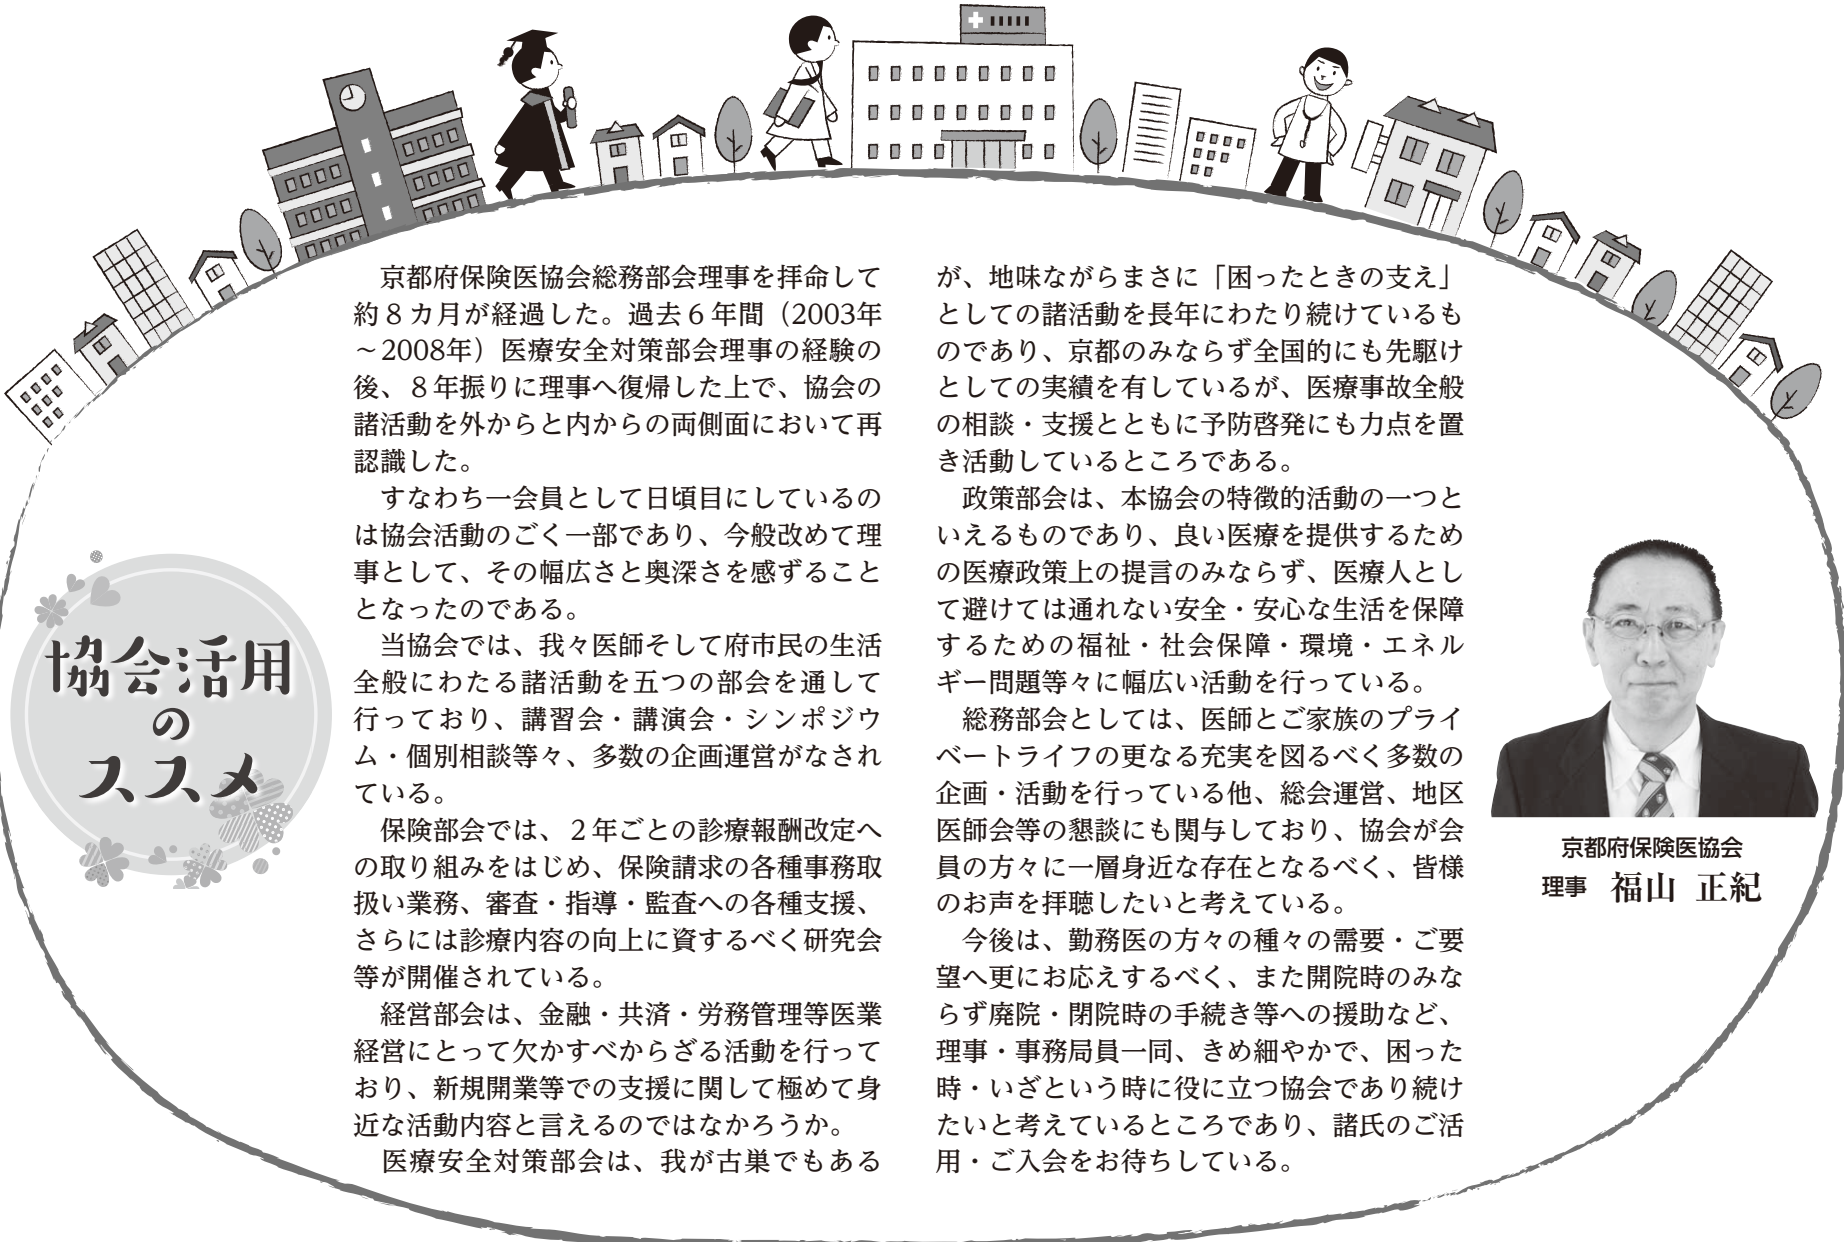 協会活用
の
ススメ
京都府保険医協会総務部会理事を拝命して
約８カ月が経過した。過去６年間（2003年
～2008年）医療安全対策部会理事の経験の
後、８年振りに理事へ復帰した上で、協会の
諸活動を外からと内からの両側面において再
認識した。
すなわち一会員として日頃目にしているの
は協会活動のごく一部であり、今般改めて理
事として、その幅広さと奥深さを感ずること
となったのである。
当協会では、我々医師そして府市民の生活
全般にわたる諸活動を五つの部会を通して
行っており、講習会・講演会・シンポジウ
ム・個別相談等々、多数の企画運営がなされ
ている。
保険部会では、２年ごとの診療報酬改定へ
の取り組みをはじめ、保険請求の各種事務取
扱い業務、審査・指導・監査への各種支援、
さらには診療内容の向上に資するべく研究会
等が開催されている。
経営部会は、金融・共済・労務管理等医業
経営にとって欠かすべからざる活動を行って
おり、新規開業等での支援に関して極めて身
近な活動内容と言えるのではなかろうか。
医療安全対策部会は、我が古巣でもある
が、地味ながらまさに「困ったときの支え」
としての諸活動を長年にわたり続けているも
のであり、京都のみならず全国的にも先駆け
としての実績を有しているが、医療事故全般
の相談・支援とともに予防啓発にも力点を置
き活動しているところである。
政策部会は、本協会の特徴的活動の一つと
いえるものであり、良い医療を提供するため
の医療政策上の提言のみならず、医療人とし
て避けては通れない安全・安心な生活を保障
するための福祉・社会保障・環境・エネル
ギー問題等々に幅広い活動を行っている。
総務部会としては、医師とご家族のプライ
ベートライフの更なる充実を図るべく多数の
企画・活動を行っている他、総会運営、地区
医師会等の懇談にも関与しており、協会が会
員の方々に一層身近な存在となるべく、皆様
のお声を拝聴したいと考えている。
今後は、勤務医の方々の種々の需要・ご要
望へ更にお応えするべく、また開院時のみな
らず廃院・閉院時の手続き等への援助など、
理事・事務局員一同、きめ細やかで、困った
時・いざという時に役に立つ協会であり続け
たいと考えているところであり、諸氏のご活
用・ご入会をお待ちしている。
京都府保険医協会
理事 福山 正紀